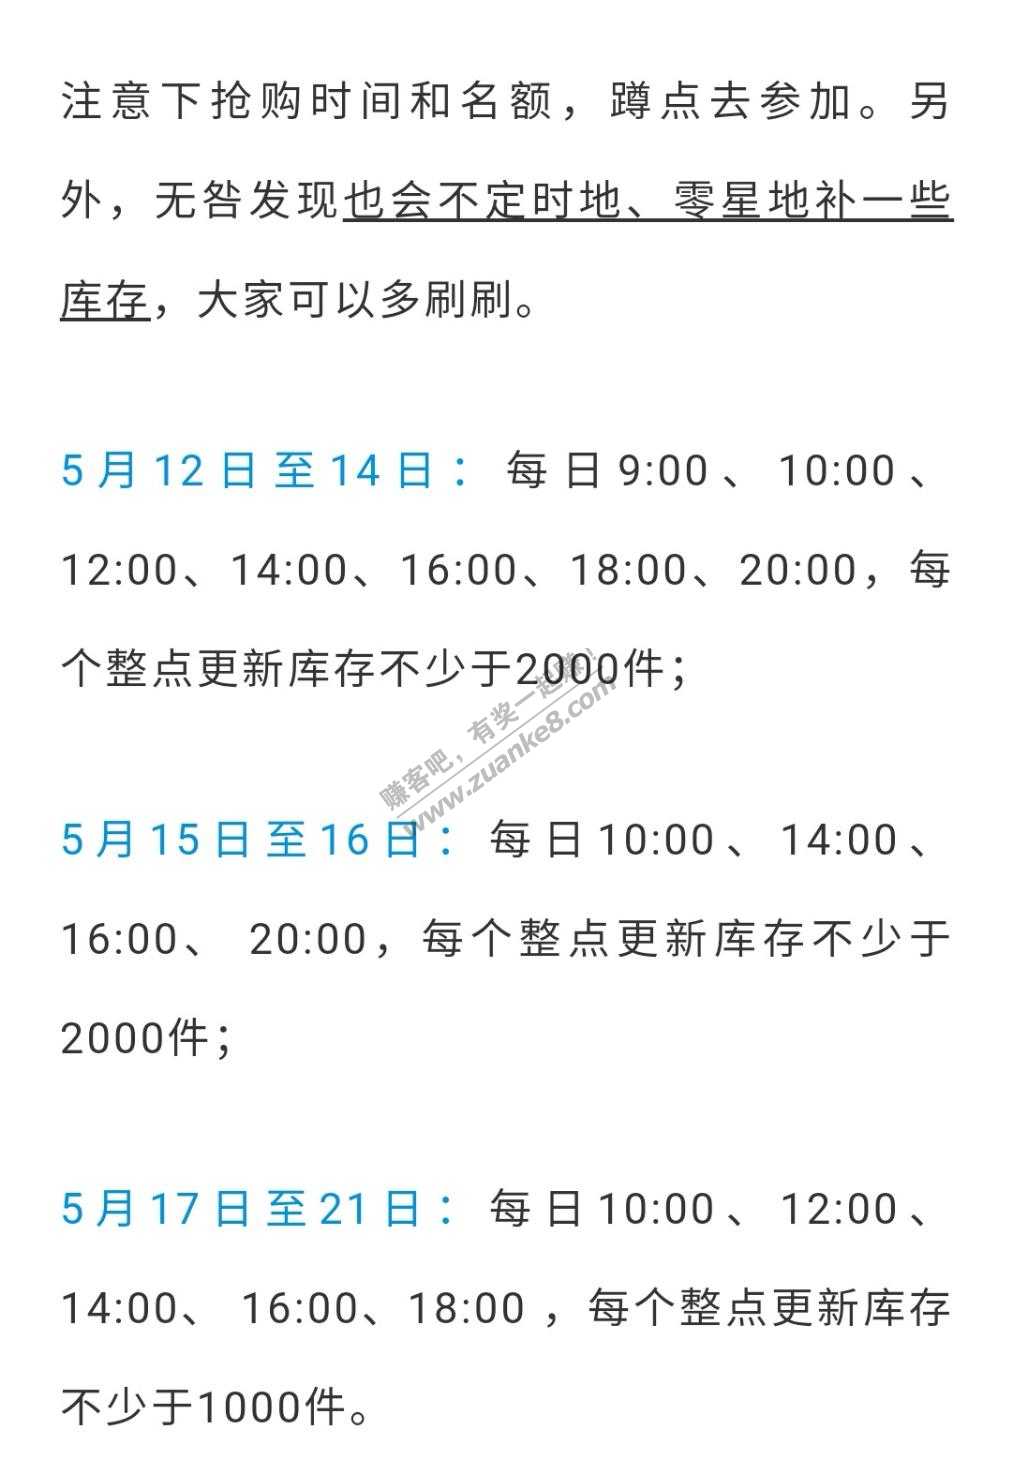 注意下抢购时间和名额，蹲点去参加。另
外，无咎发现也会不定时地、零星地补一些
库存，大家可以多刷刷。
5月12日至14日：每日9:00、10:00、
12:00、14:00、16:00、18:00、20:00，每
个整点更新库存不少于2000件；
赚客吧，有奖一起赚！
www.zuanke8.com
5月15日至16日：每日10:00、14:00、
16:00、 20:00，每个整点更新库存不少于
2000件；
5月17日至21日：每日10:00、12:00、
14:00、 16:00、18:00 ，每个整点更新库存
不少于1000件。